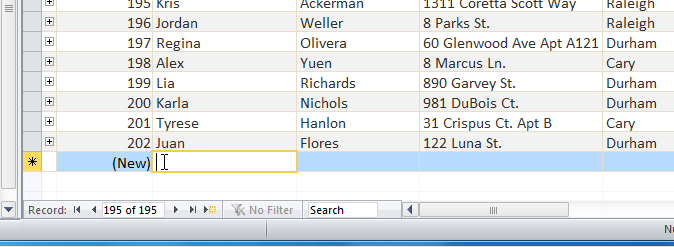 195 Kris Ackerman 1311 Coretta Scott Way Raleigh
196 Jordan Weller 8 Parks St. Raleigh
197 Regina Olivera 60 Glenwood Ave Apt A121 Durham
198 Alex Yuen 8 Marcus Ln. Cary
199 Lia Richards 890 Garvey St. Durham
200 Karla Nichols 981 DuBois Ct. Durham
201 Tyrese Hanlon 31 Crispus Ct. Apt B Cary
202 Juan Flores 122 Luna St. Durham
(New)
Record: 195 of 195 No Filter Search